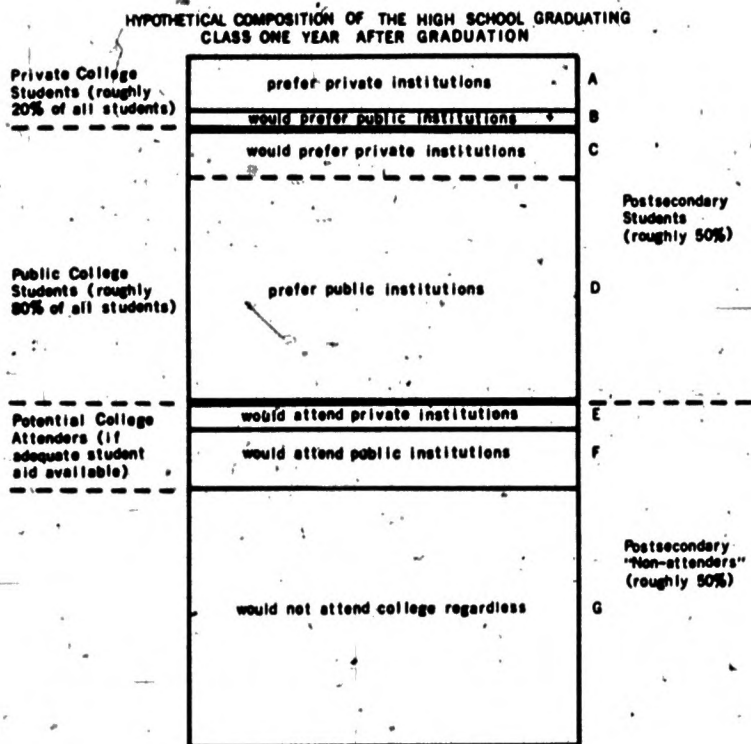 HYPOTHETICAL COMPOSITION OF THE HIGH SCHOOL GRADUATING
CLASS ONE YEAR AFTER GRADUATION
Private College
Students (roughly
20% of all students)
prefer private institutions
A
would prefer public institutions
B
would prefer private institutions
C
Postsecondary
Students
(roughly 50%)
Public College
Students (roughly
80% of all students)
prefer public institutions
D
Potential College
Attenders (if
adequate student
aid available)
would attend private institutions
E
would attend public institutions
F
Postsecondary
"Non-attenders"
(roughly 50%)
would not attend college regardless
G